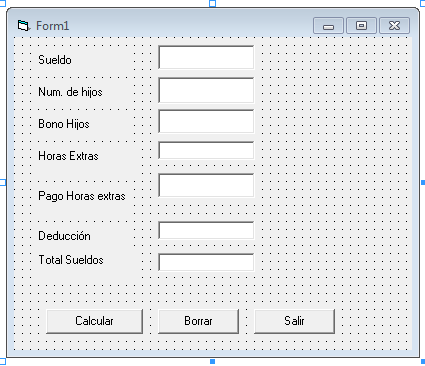 Form1
Sueldo
Num. de hijos
Bono Hijos
Horas Extras
Pago Horas extras
Deducción
Total Sueldos
Calcular Borrar Salir